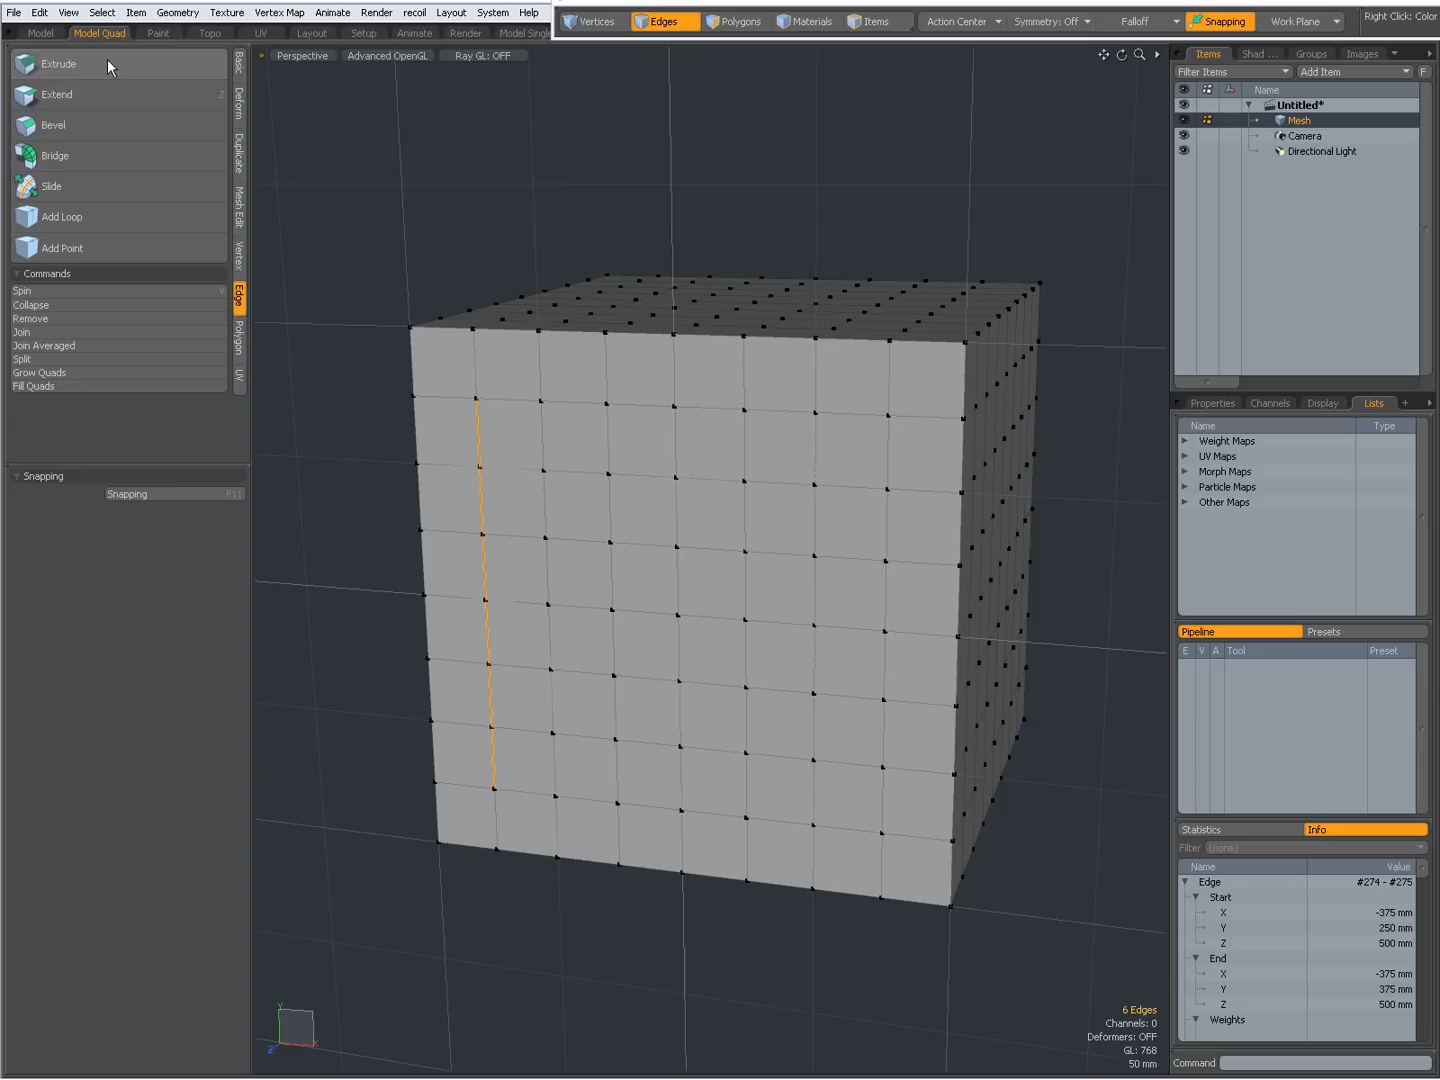 File Edit View Select Item Geometry Texture Vertex Map Animate Render recoil Layout System Help
Vertices Edges Polygons Materials Items Action Center Symmetry: Off Falloff Snapping Work Plane Right Click: Color
Model Model Quad Paint Topo UV Layout Setup Animate Render Model Single
Extrude
Extend Z
Bevel
Bridge
Slide
Add Loop
Add Point
Commands
Spin V
Collapse
Remove
Join
Join Averaged
Split
Grow Quads
Fill Quads
Basic
Deform
Duplicate
Mesh Edit
Vertex
Edge
Polygon
UV
Snapping
Snapping F11
Perspective Advanced OpenGL Ray GL: OFF
6 Edges
Channels: 0
Deformers: OFF
GL: 768
50 mm
Y
Z X
Items Shad ... Groups Images
Filter Items Add Item F
Name
Untitled*
Mesh
Camera
Directional Light
Properties Channels Display Lists +
Name Type
Weight Maps
UV Maps
Morph Maps
Particle Maps
Other Maps
Pipeline Presets
E V A Tool Preset
Statistics Info
Filter (none)
Name Value
Edge #274 - #275
Start
X -375 mm
Y 250 mm
Z 500 mm
End
X -375 mm
Y 375 mm
Z 500 mm
Weights
Command